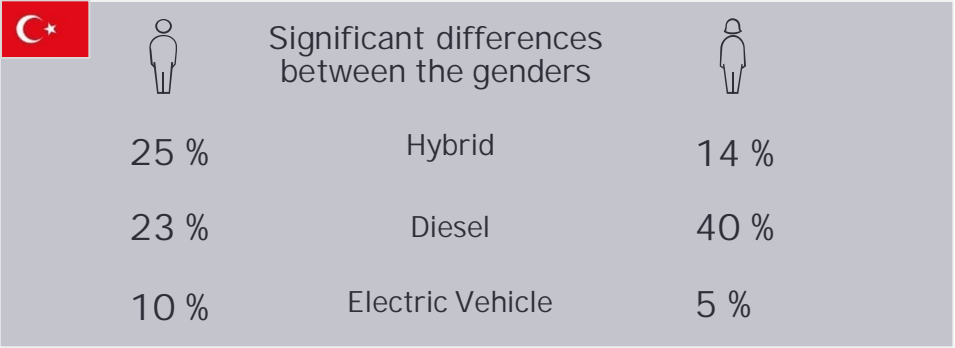 Significant differences
between the genders
25 % Hybrid 14 %
23 % Diesel 40 %
10 % Electric Vehicle 5 %